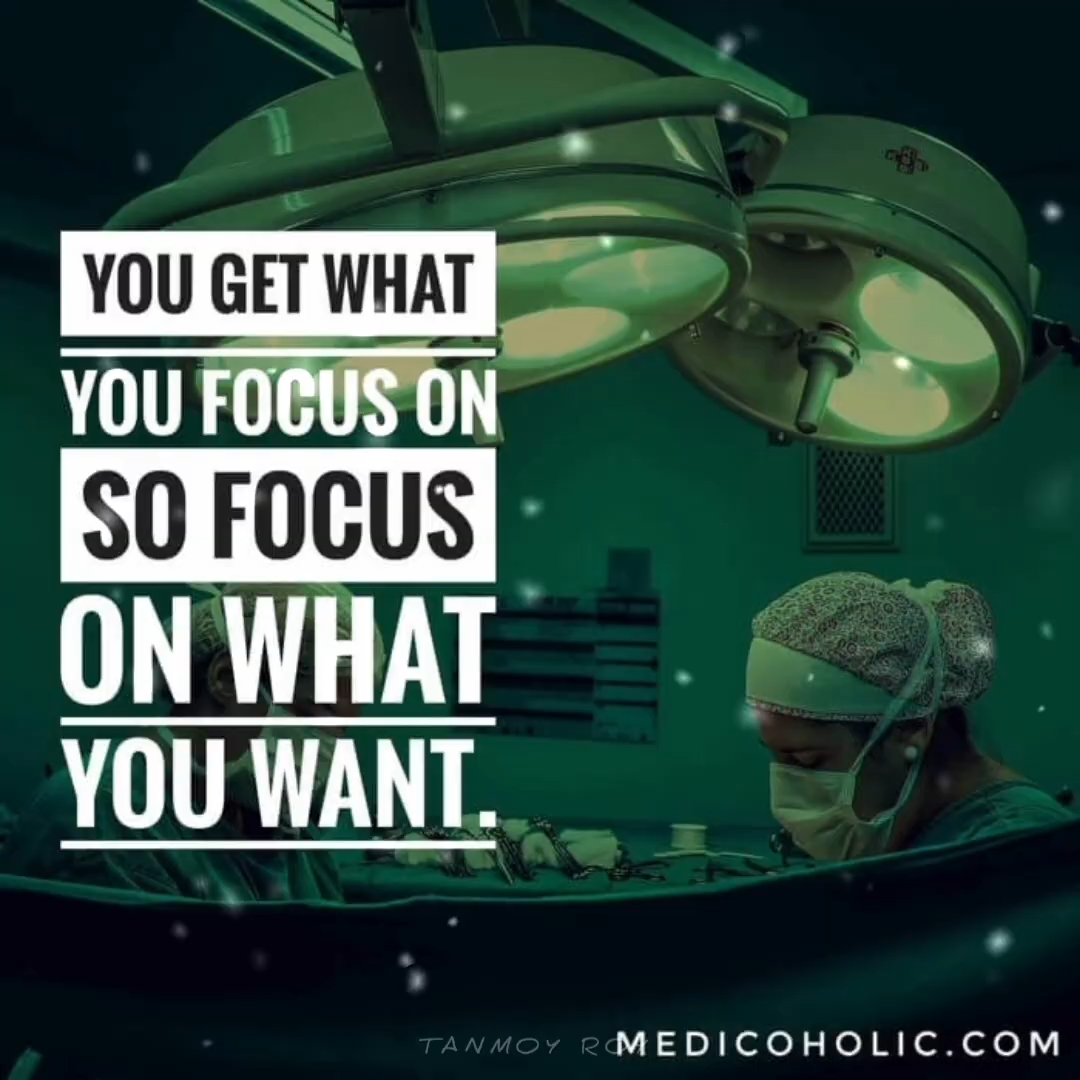 YOU GET WHAT
YOU FOCUS ON
SO FOCUS
ON WHAT
YOU WANT.
TANMOY
MEDICOHOLIC.COM